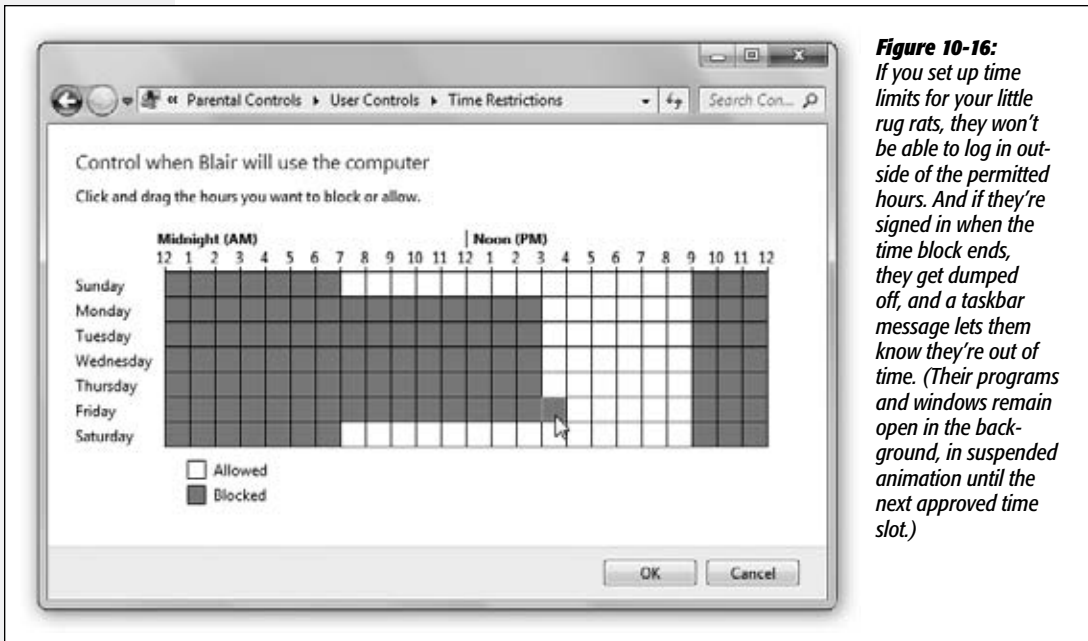 « Parental Controls ▸ User Controls ▸ Time Restrictions
Search Con...
Control when Blair will use the computer
Click and drag the hours you want to block or allow.
Midnight (AM) Noon (PM)
12 1 2 3 4 5 6 7 8 9 10 11 12 1 2 3 4 5 6 7 8 9 10 11 12
Sunday
Monday
Tuesday
Wednesday
Thursday
Friday
Saturday
Allowed
Blocked
OK Cancel
Figure 10-16:
If you set up time
limits for your little
rug rats, they won’t
be able to log in out-
side of the permitted
hours. And if they’re
signed in when the
time block ends,
they get dumped
off, and a taskbar
message lets them
know they’re out of
time. (Their programs
and windows remain
open in the back-
ground, in suspended
animation until the
next approved time
slot.)